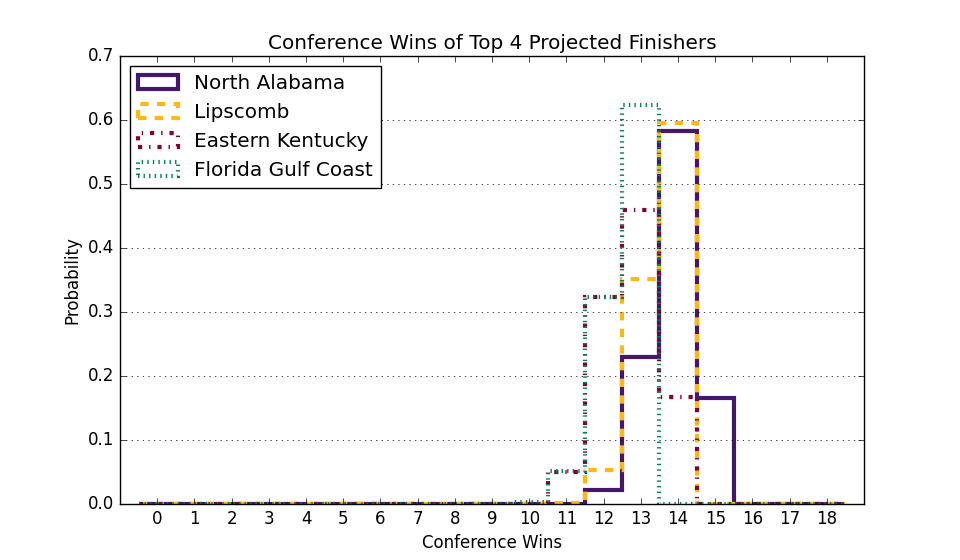 Conference Wins of Top 4 Projected Finishers
0.7
0.6
0.5
0.4
0.3
0.2
0.1
0.0
Probability
North Alabama
Lipscomb
Eastern Kentucky
Florida Gulf Coast
0 1 2 3 4 5 6 7 8 9 10 11 12 13 14 15 16 17 18
Conference Wins